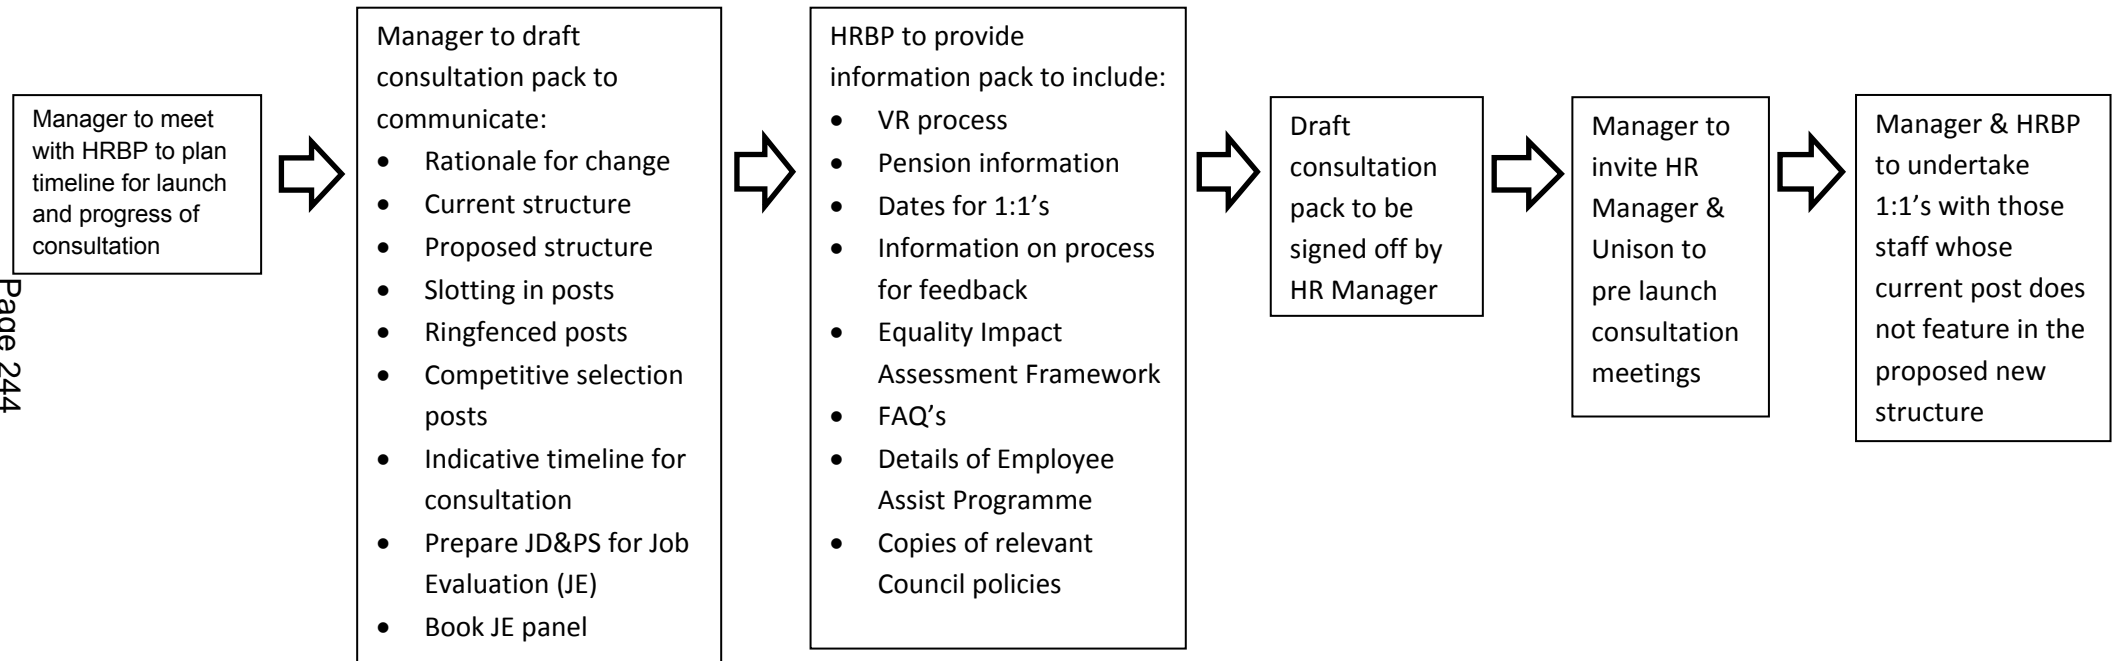 Manager to meet
with HRBP to plan
timeline for launch
and progress of
consultation
Manager to draft
consultation pack to
communicate:
• Rationale for change
• Current structure
• Proposed structure
• Slotting in posts
• Ringfenced posts
• Competitive selection
posts
• Indicative timeline for
consultation
• Prepare JD&PS for Job
Evaluation (JE)
• Book JE panel
HRBP to provide
information pack to include:
• VR process
• Pension information
• Dates for 1:1’s
• Information on process
for feedback
• Equality Impact
Assessment Framework
• FAQ’s
• Details of Employee
Assist Programme
• Copies of relevant
Council policies
Draft
consultation
pack to be
signed off by
HR Manager
Manager to
invite HR
Manager &
Unison to
pre launch
consultation
meetings
Manager & HRBP
to undertake
1:1’s with those
staff whose
current post does
not feature in the
proposed new
structure
Page 244